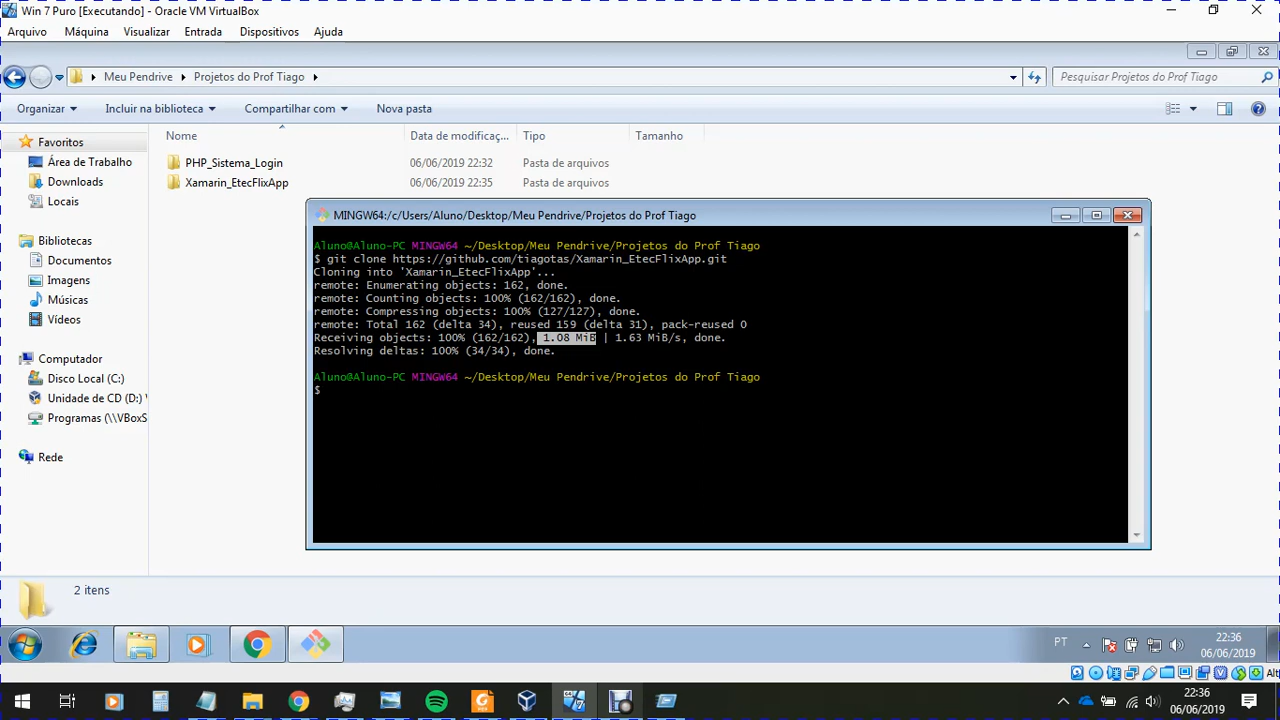 Win 7 Puro [Executando] - Oracle VM VirtualBox
Arquivo Máquina Visualizar Entrada Dispositivos Ajuda
Meu Pendrive Projetos do Prof Tiago
Pesquisar Projetos do Prof Tiago
Organizar Incluir na biblioteca Compartilhar com Nova pasta
Favoritos
Área de Trabalho
Downloads
Locais
Bibliotecas
Documentos
Imagens
Músicas
Vídeos
Computador
Disco Local (C:)
Unidade de CD (D:)
Programas (\\VBoxS
Rede
Nome Data de modificaç... Tipo Tamanho
PHP_Sistema_Login 06/06/2019 22:32 Pasta de arquivos
Xamarin_EtecFlixApp 06/06/2019 22:35 Pasta de arquivos
MINGW64:/c/Users/Aluno/Desktop/Meu Pendrive/Projetos do Prof Tiago
Aluno@Aluno-PC MINGW64 ~/Desktop/Meu Pendrive/Projetos do Prof Tiago
$ git clone https://github.com/tiagotas/Xamarin_EtecFlixApp.git
Cloning into 'Xamarin_EtecFlixApp'...
remote: Enumerating objects: 162, done.
remote: Counting objects: 100% (162/162), done.
remote: Compressing objects: 100% (127/127), done.
remote: Total 162 (delta 34), reused 159 (delta 31), pack-reused 0
Receiving objects: 100% (162/162), 1.08 MiB | 1.63 MiB/s, done.
Resolving deltas: 100% (34/34), done.
Aluno@Aluno-PC MINGW64 ~/Desktop/Meu Pendrive/Projetos do Prof Tiago
$
2 itens
PT
22:36
06/06/2019
Alt
22:36
06/06/2019